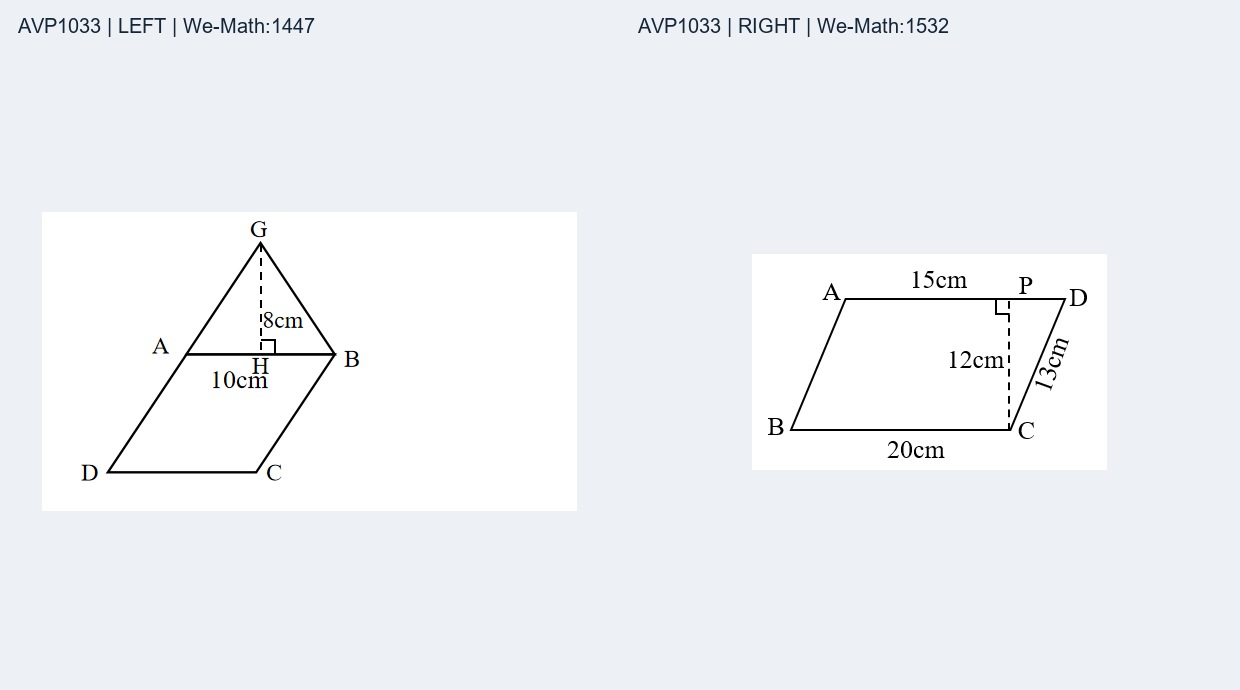 AVP1033 | LEFT | We-Math:1447
G
8cm
A
H
B
10cm
D
C
AVP1033 | RIGHT | We-Math:1532
15cm
P
A
D
12cm
13cm
B
C
20cm